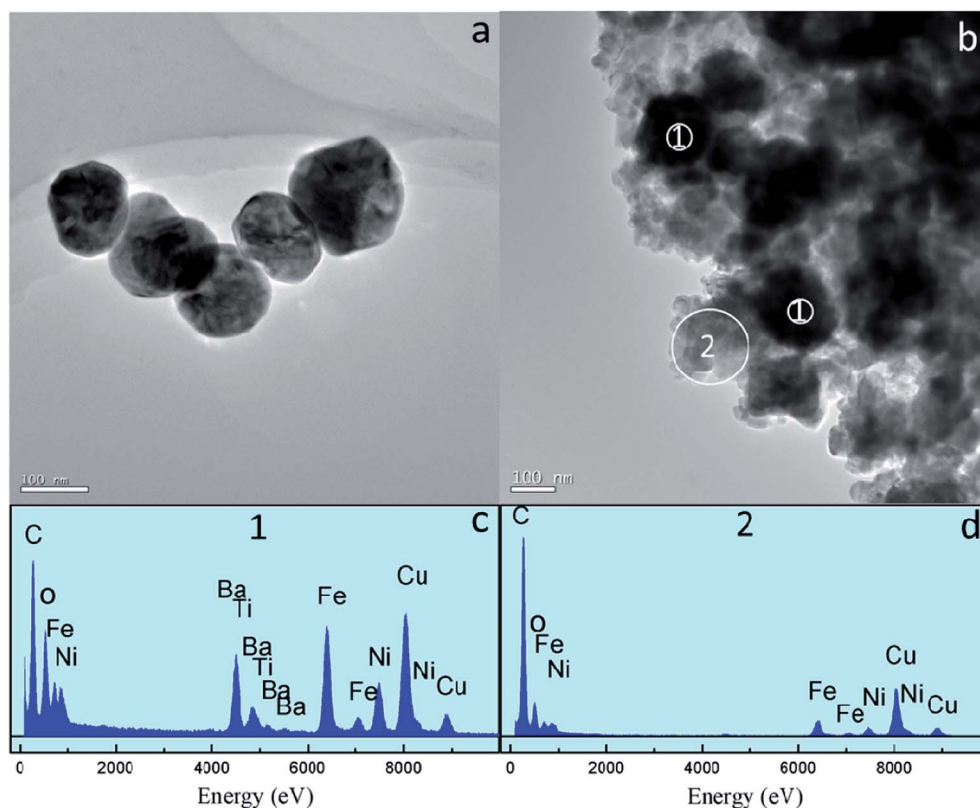 a
b
①
①
2
100 nm
100 nm
1
c
C
O
Fe
Ni
Ba
Ti
Ba
Ti
Ba
Ba
Fe
Fe
Ni
Cu
Ni
Cu
0 2000 4000 6000 8000
Energy (eV)
2
d
C
O
Fe
Ni
Fe
Fe
Ni
Cu
Ni
Cu
0 2000 4000 6000 8000
Energy (eV)